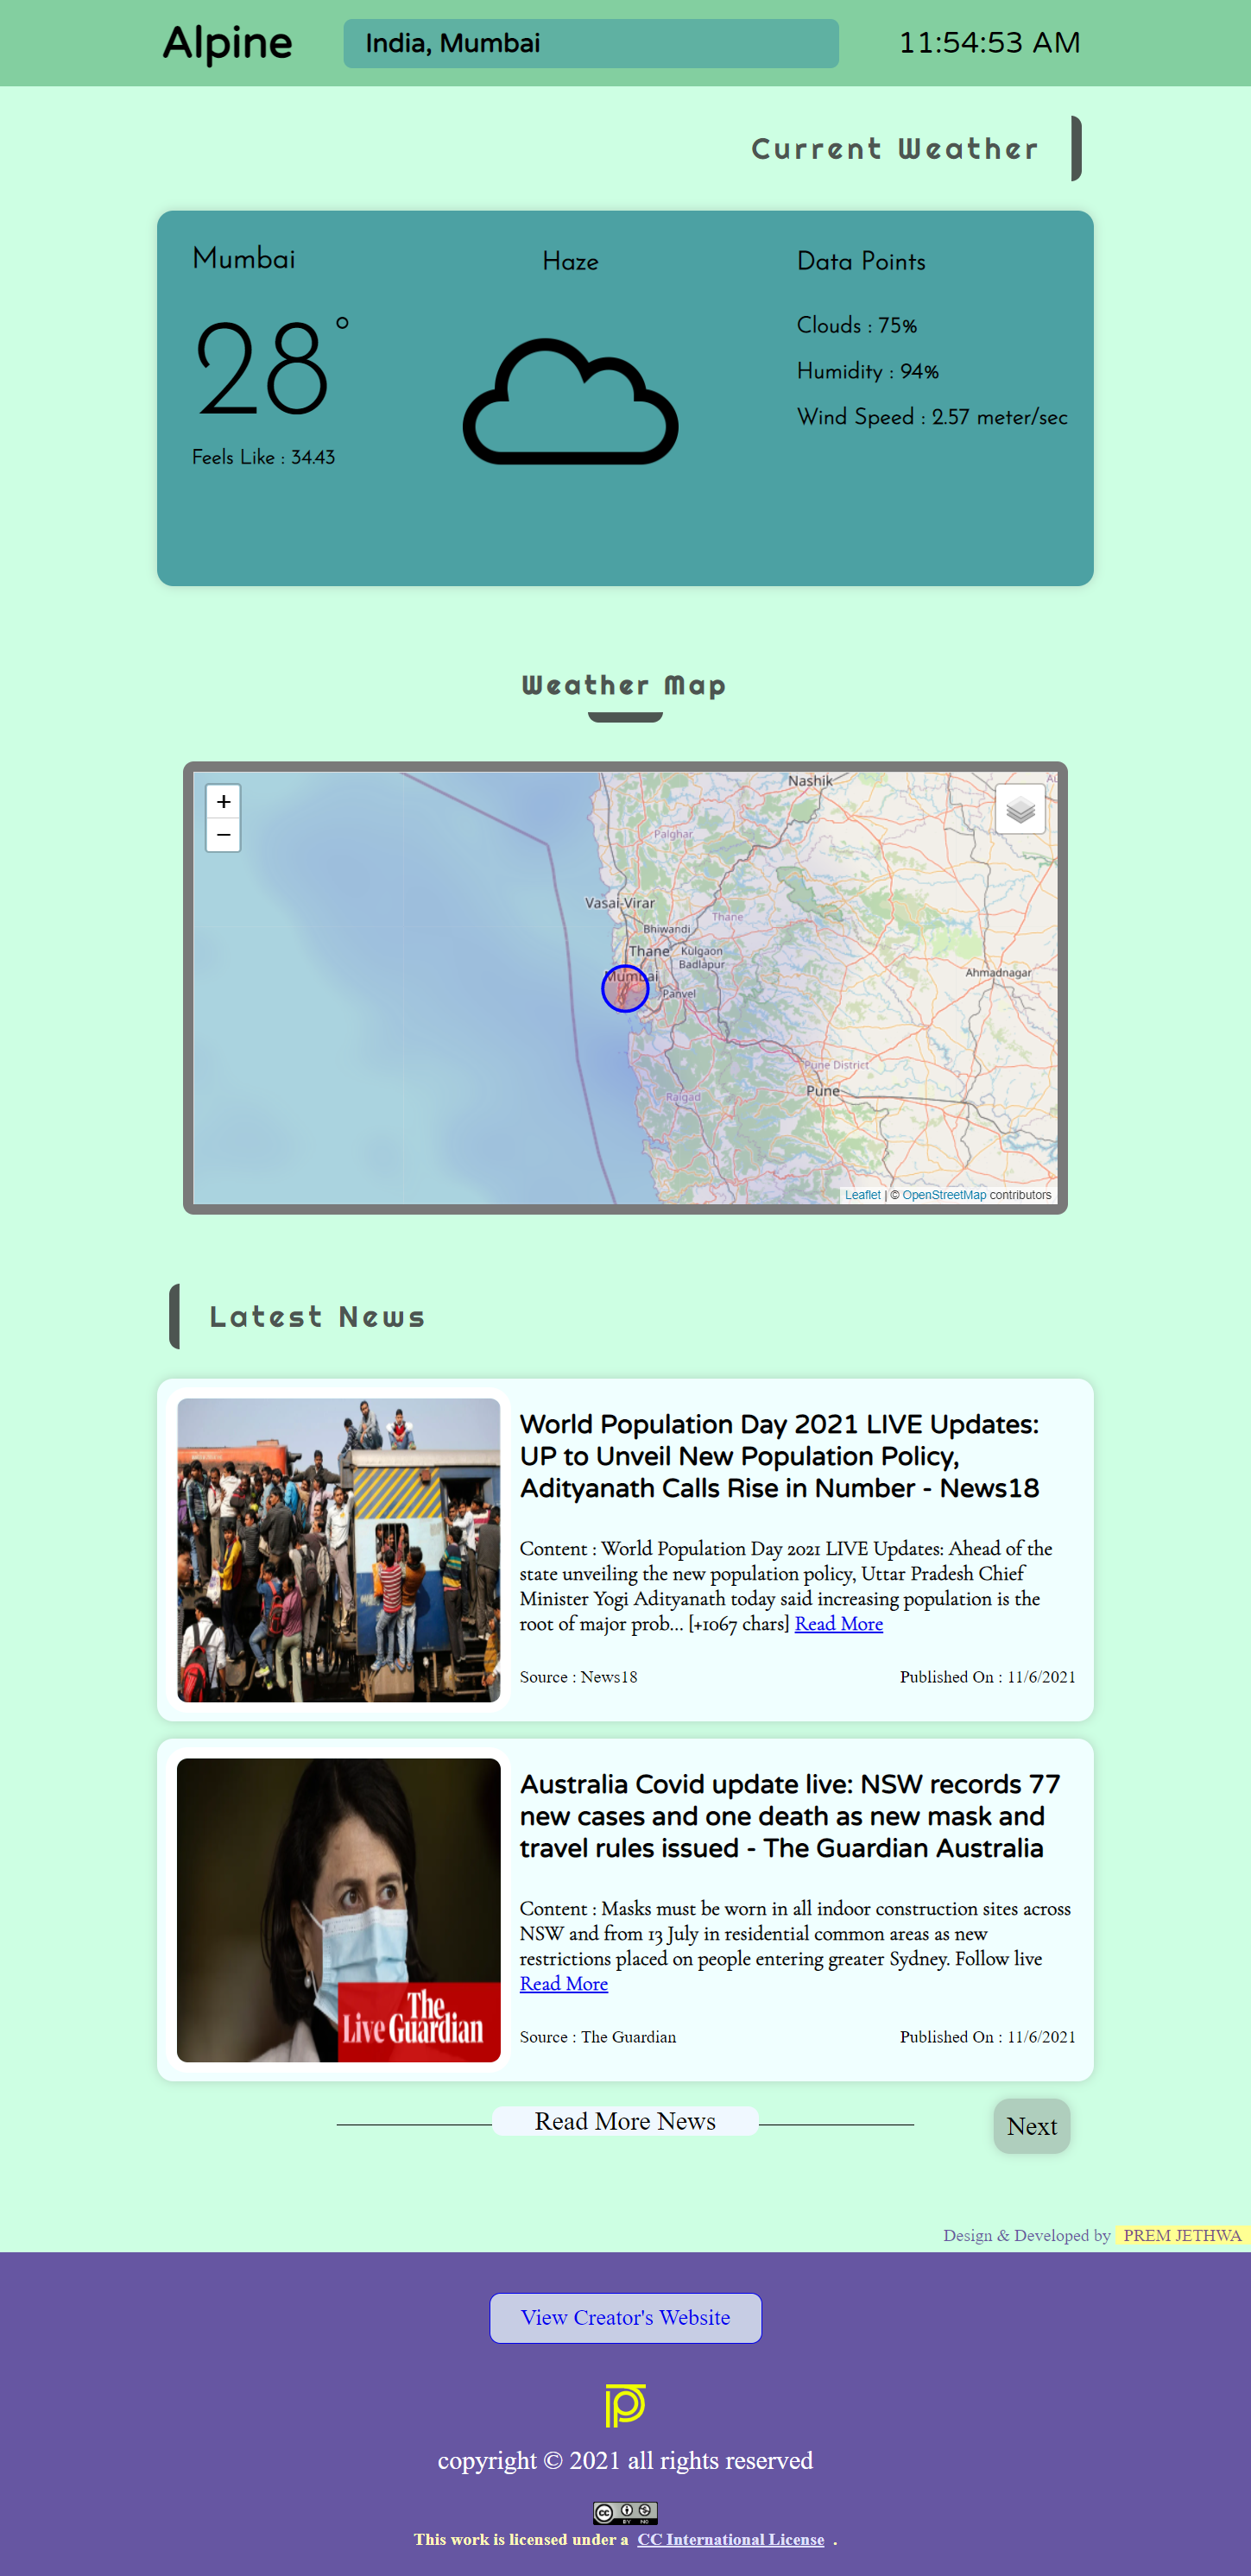 Alpine
India, Mumbai
11:54:53 AM
Current Weather
Mumbai
Haze
Data Points
28°
Clouds : 75%
Humidity : 94%
Wind Speed : 2.57 meter/sec
Feels Like : 34.43
Weather Map
+
−
Nashik
Palghar
Vasai-Virar
Thane
Bhiwandi
Thane
Kulgaon
Badlapur
Mumbai
Panvel
Ahmadnagar
Pune District
Pune
Raigad
Leaflet | © OpenStreetMap contributors
Latest News
World Population Day 2021 LIVE Updates:
UP to Unveil New Population Policy,
Adityanath Calls Rise in Number - News18
Content : World Population Day 2021 LIVE Updates: Ahead of the
state unveiling the new population policy, Uttar Pradesh Chief
Minister Yogi Adityanath today said increasing population is the
root of major prob… [+1067 chars] Read More
Source : News18
Published On : 11/6/2021
Australia Covid update live: NSW records 77
new cases and one death as new mask and
travel rules issued - The Guardian Australia
The
Live Guardian
Content : Masks must be worn in all indoor construction sites across
NSW and from 13 July in residential common areas as new
restrictions placed on people entering greater Sydney. Follow live
Read More
Source : The Guardian
Published On : 11/6/2021
Read More News
Next
Design & Developed by PREM JETHWA
View Creator's Website
copyright © 2021 all rights reserved
cc BY NC
This work is licensed under a CC International License .